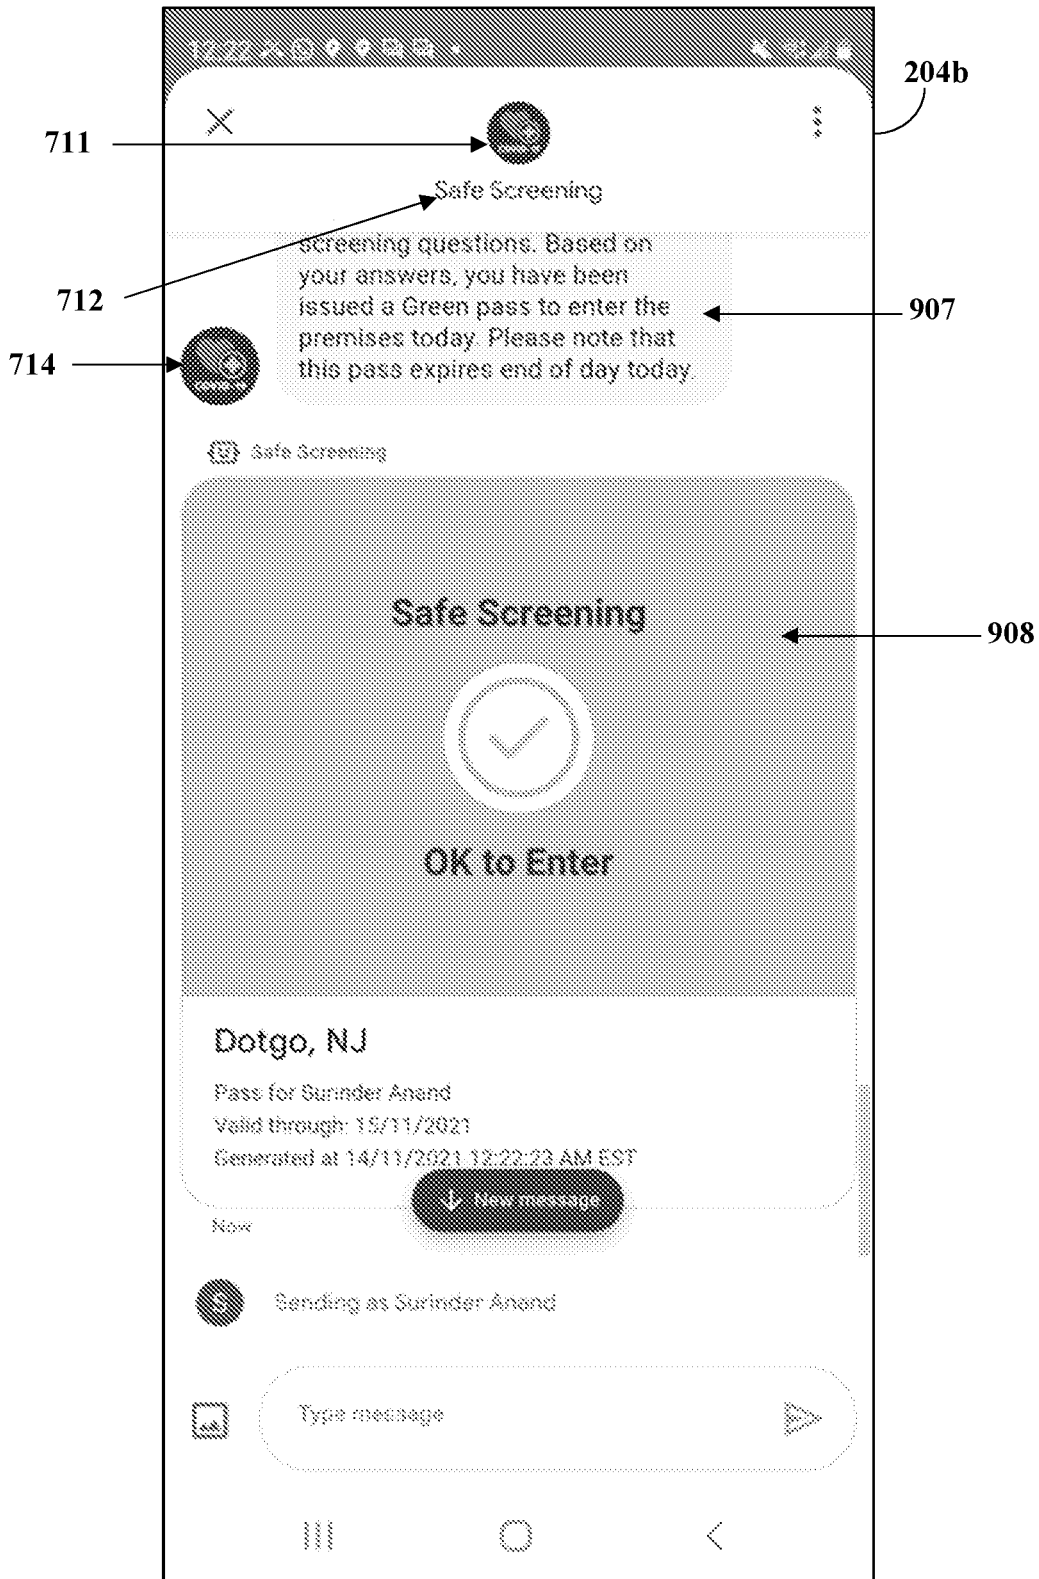 12:22
204b
711
Safe Screening
712
screening questions. Based on
your answers, you have been
issued a Green pass to enter the
premises today. Please note that
this pass expires end of day today.
907
714
Safe Screening
Safe Screening
908
OK to Enter
Dotgo, NJ
Pass for Surinder Anand
Valid through: 15/11/2021
Generated at 14/11/2021 12:22:23 AM EST
New message
Now
S
Sending as Surinder Anand
Type message